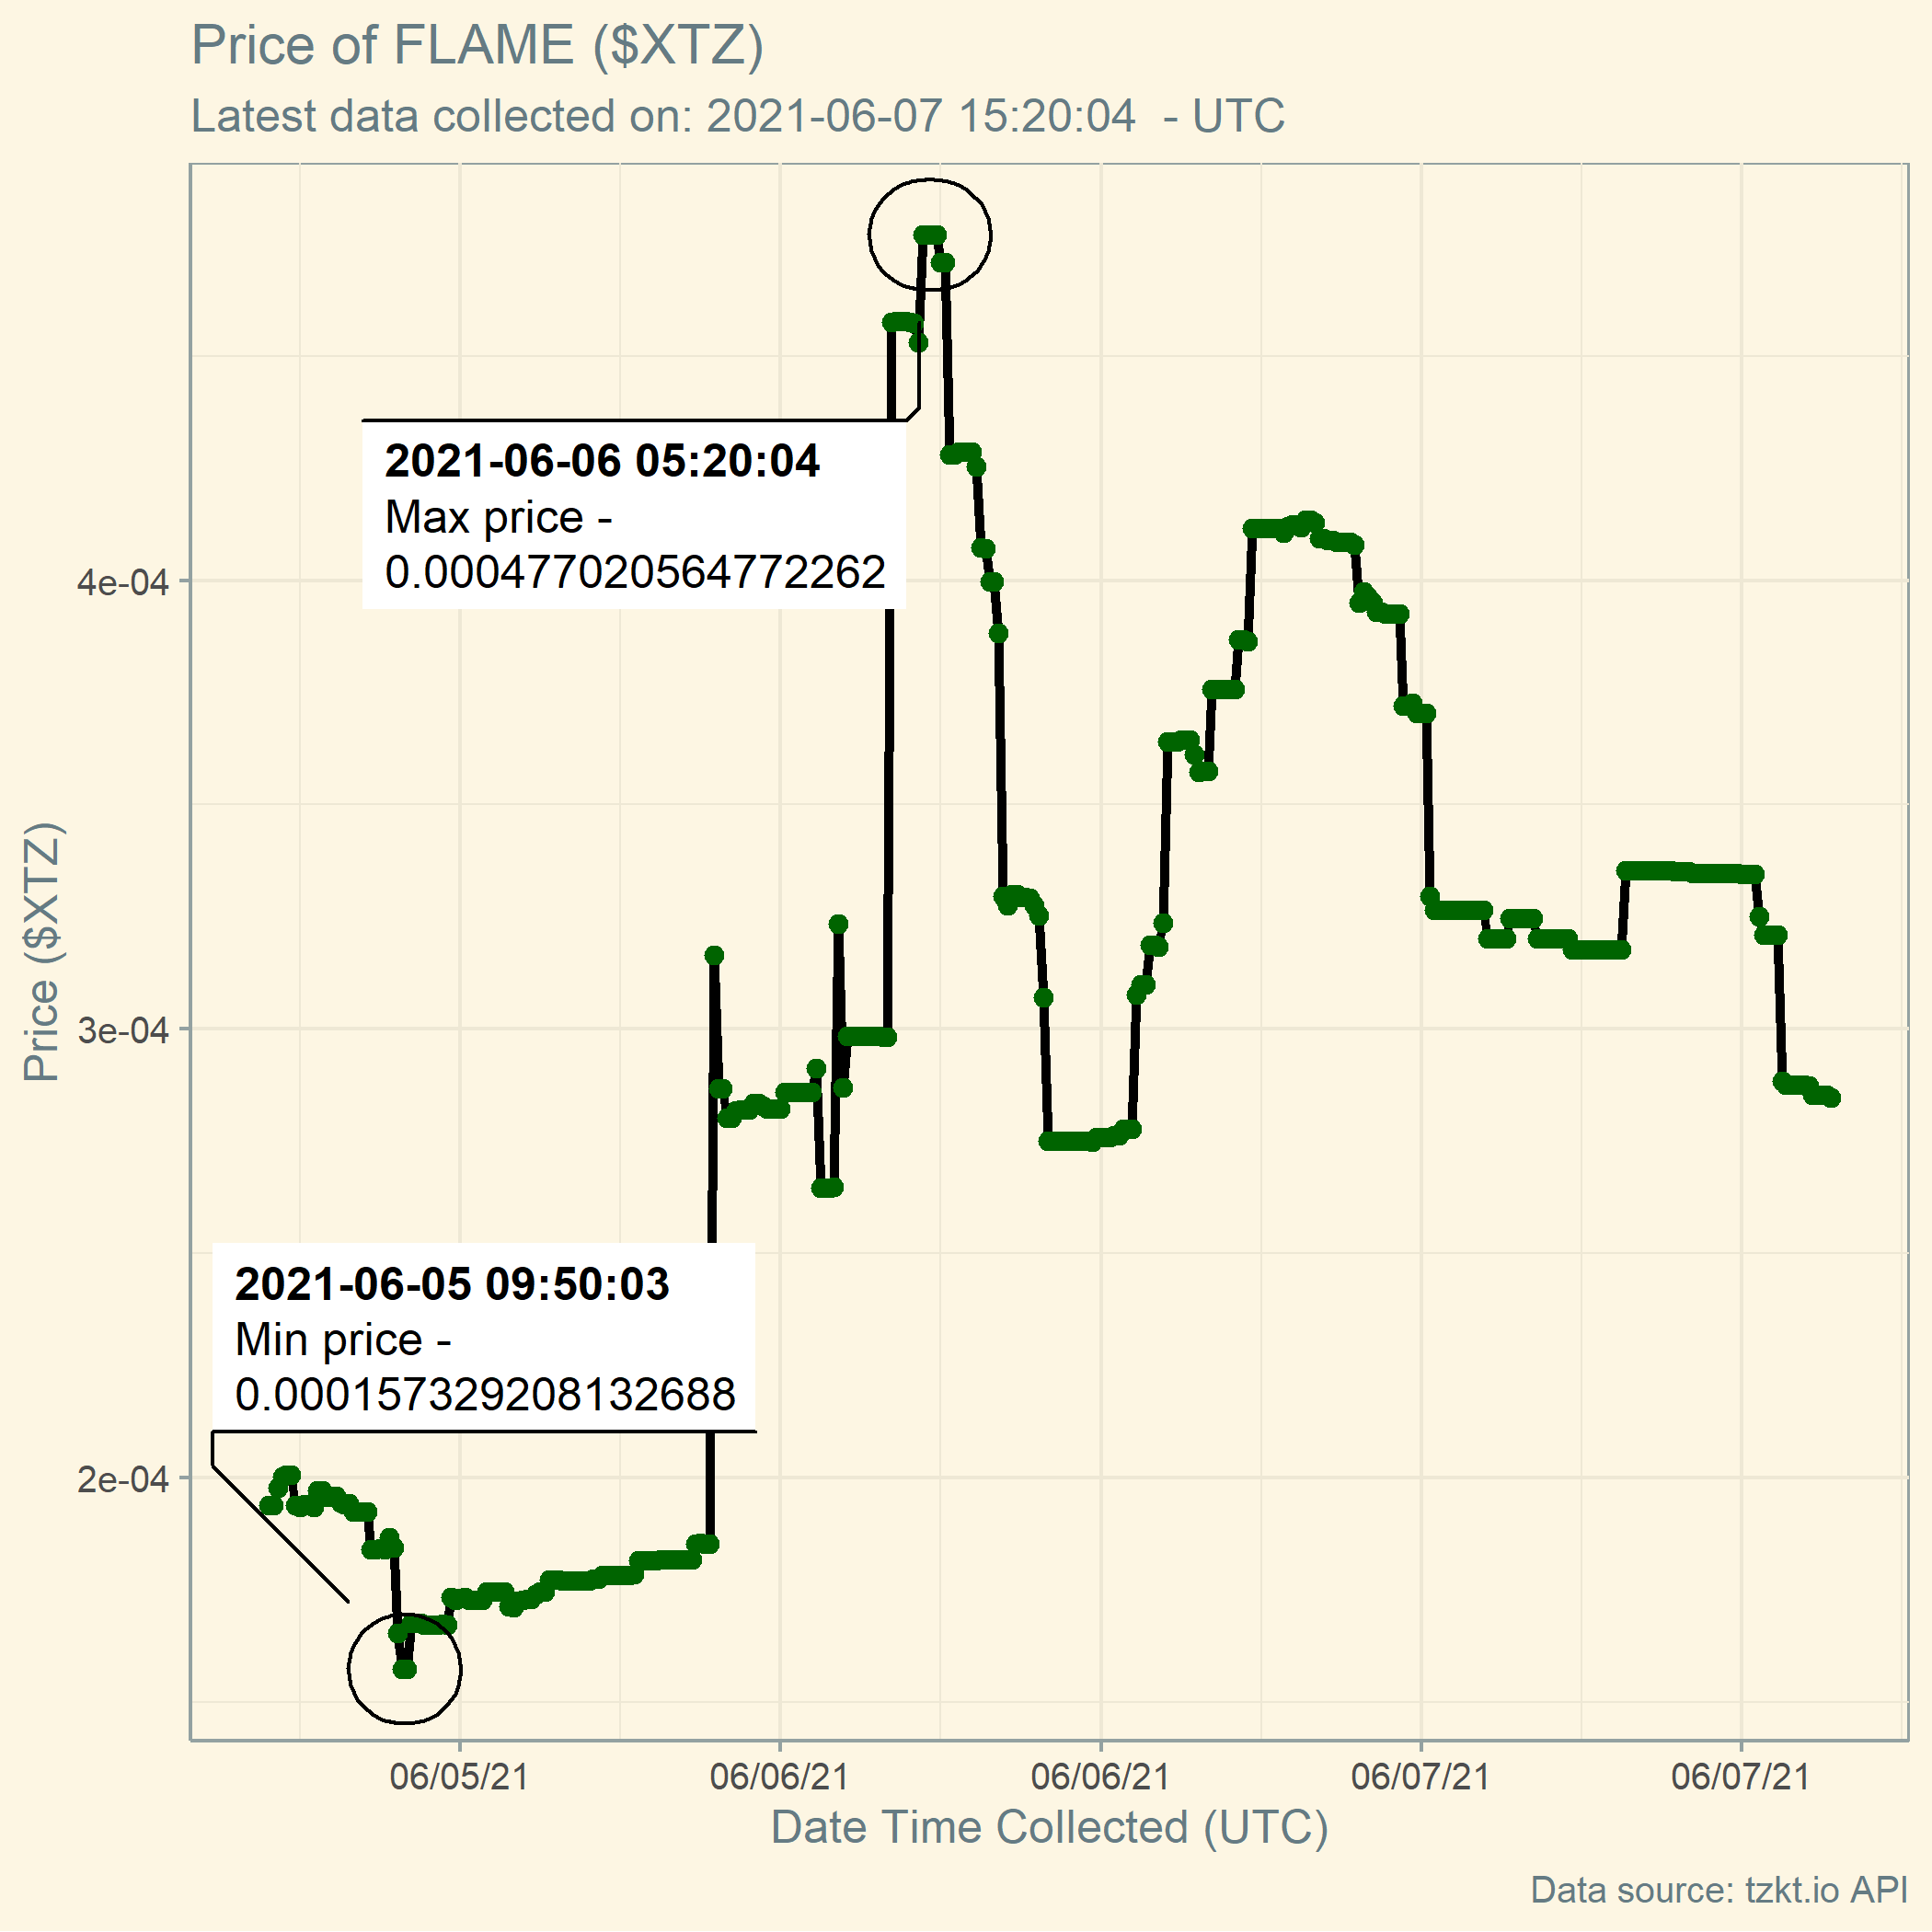 Price of FLAME ($XTZ)
Latest data collected on: 2021-06-07 15:20:04 - UTC
2021-06-06 05:20:04
Max price -
0.000477020564772262
4e-04
3e-04
2021-06-05 09:50:03
Min price -
0.000157329208132688
2e-04
Price ($XTZ)
06/05/21 06/06/21 06/06/21 06/07/21 06/07/21
Date Time Collected (UTC)
Data source: tzkt.io API